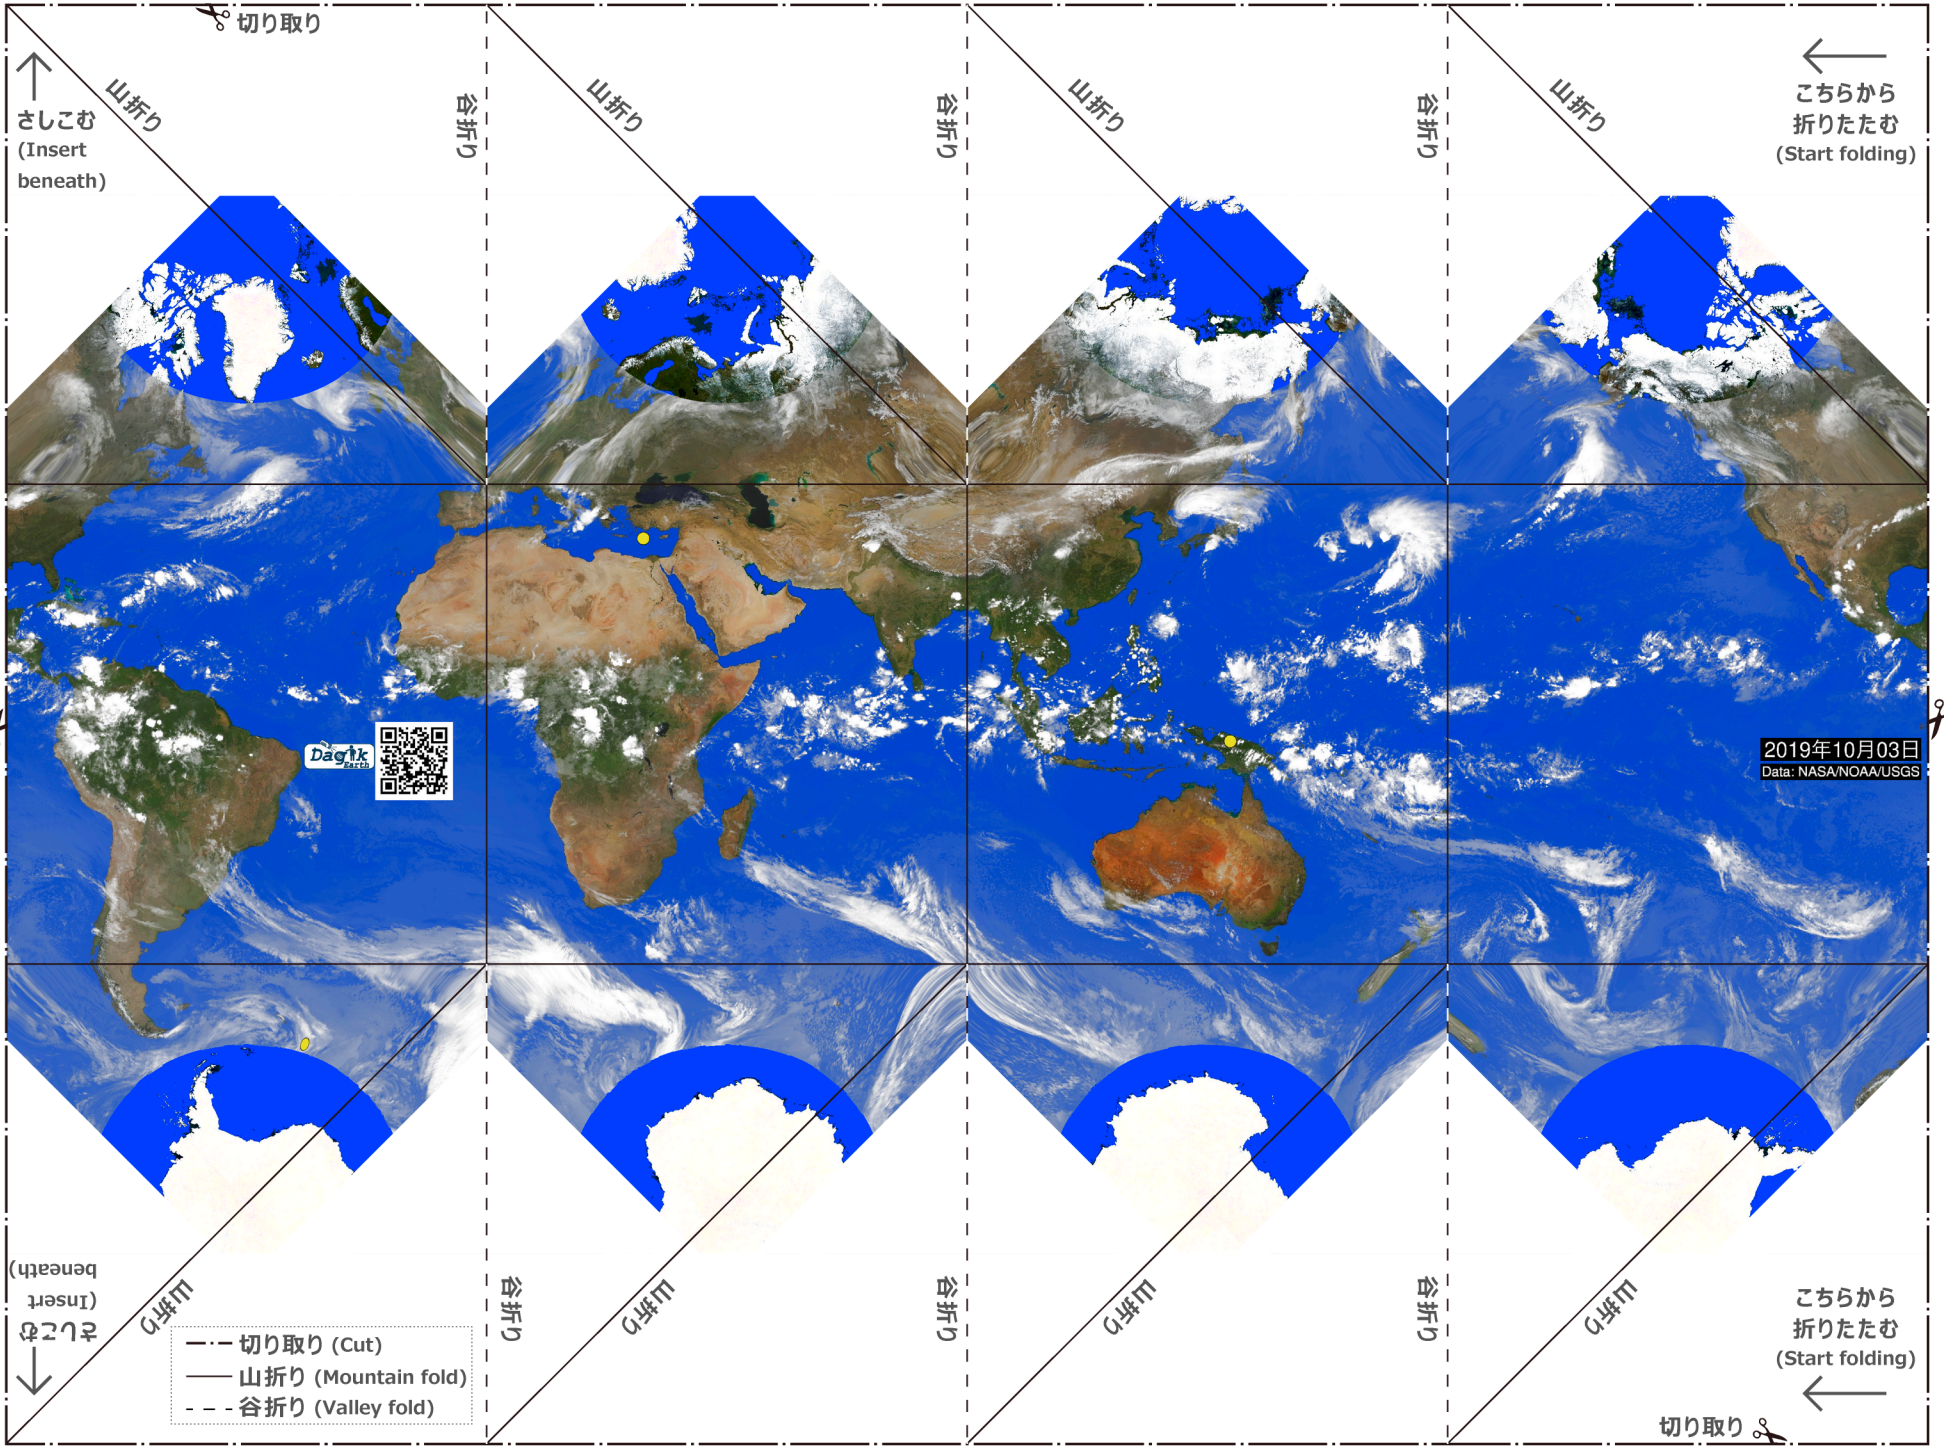 切り取り
山折り
谷折り
山折り
谷折り
山折り
谷折り
山折り
さしこむ
(Insert
beneath)
こちらから
折りたたむ
(Start folding)
Dagik
Earth
2019年10月03日
Data: NASA/NOAA/USGS
さしこむ
(Insert
beneath)
山折り
谷折り
山折り
谷折り
山折り
谷折り
山折り
こちらから
折りたたむ
(Start folding)
切り取り (Cut)
山折り (Mountain fold)
谷折り (Valley fold)
切り取り